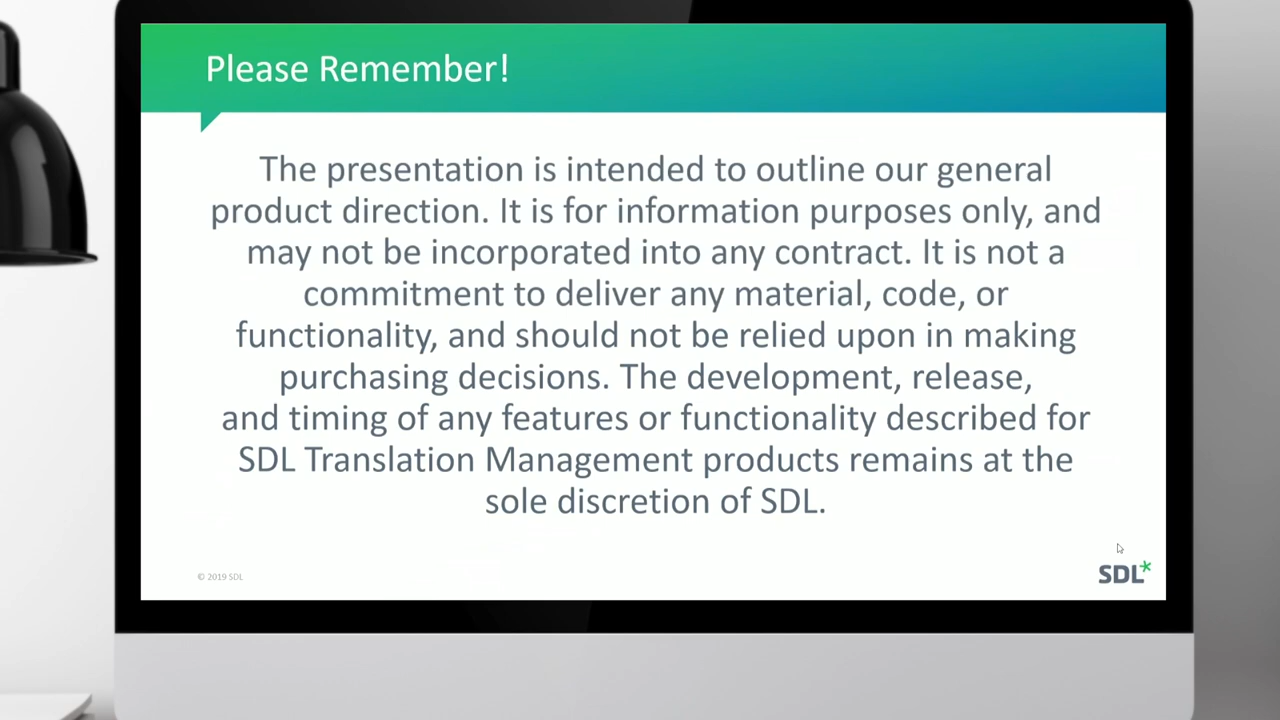 Please Remember!
The presentation is intended to outline our general
product direction. It is for information purposes only, and
may not be incorporated into any contract. It is not a
commitment to deliver any material, code, or
functionality, and should not be relied upon in making
purchasing decisions. The development, release,
and timing of any features or functionality described for
SDL Translation Management products remains at the
sole discretion of SDL.
© 2019 SDL
SDL*